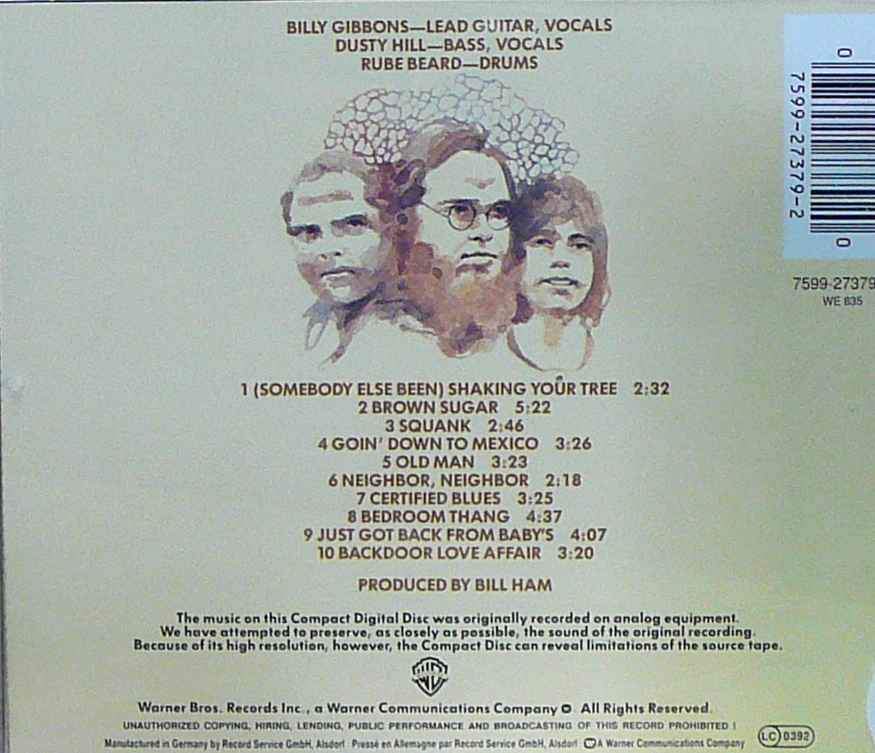 BILLY GIBBONS—LEAD GUITAR, VOCALS
DUSTY HILL—BASS, VOCALS
RUBE BEARD—DRUMS
0
7599-27379-2
0
7599-27379
WE 835
1 (SOMEBODY ELSE BEEN) SHAKING YOUR TREE 2:32
2 BROWN SUGAR 5:22
3 SQUANK 2:46
4 GOIN' DOWN TO MEXICO 3:26
5 OLD MAN 3:23
6 NEIGHBOR, NEIGHBOR 2:18
7 CERTIFIED BLUES 3:25
8 BEDROOM THANG 4:37
9 JUST GOT BACK FROM BABY'S 4:07
10 BACKDOOR LOVE AFFAIR 3:20
PRODUCED BY BILL HAM
The music on this Compact Digital Disc was originally recorded on analog equipment.
We have attempted to preserve, as closely as possible, the sound of the original recording.
Because of its high resolution, however, the Compact Disc can reveal limitations of the source tape.
Warner Bros. Records Inc., a Warner Communications Company All Rights Reserved.
UNAUTHORIZED COPYING, HIRING, LENDING, PUBLIC PERFORMANCE AND BROADCASTING OF THIS RECORD PROHIBITED !
Manufactured in Germany by Record Service GmbH, Alsdorf Pressé en Allemagne par Record Service GmbH, Alsdorf A Warner Communications Company
LC 0392